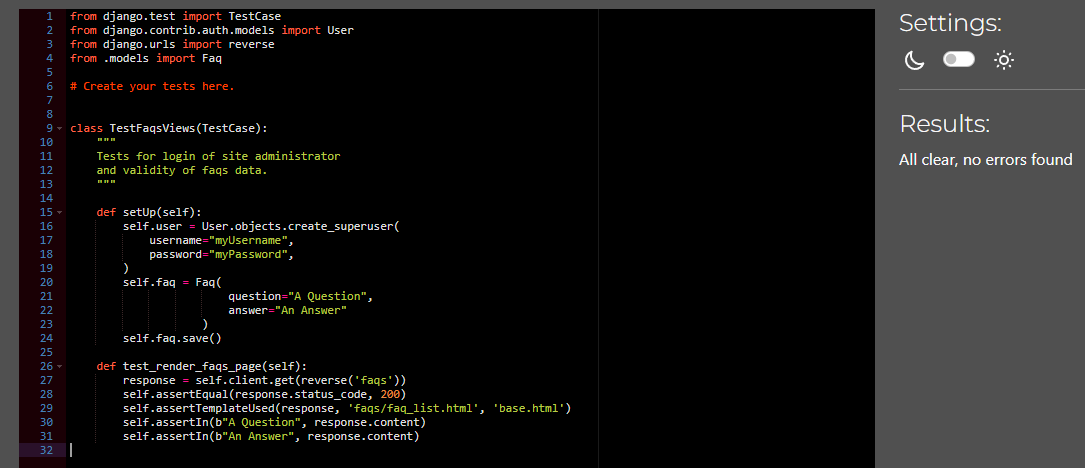 1 from django.test import TestCase
2 from django.contrib.auth.models import User
3 from django.urls import reverse
4 from .models import Faq
5
6 # Create your tests here.
7
8
9 class TestFaqsViews(TestCase):
10     """
11     Tests for login of site administrator
12     and validity of faqs data.
13     """
14
15     def setUp(self):
16         self.user = User.objects.create_superuser(
17             username="myUsername",
18             password="myPassword",
19         )
20         self.faq = Faq(
21                         question="A Question",
22                         answer="An Answer"
23                     )
24         self.faq.save()
25
26     def test_render_faqs_page(self):
27         response = self.client.get(reverse('faqs'))
28         self.assertEqual(response.status_code, 200)
29         self.assertTemplateUsed(response, 'faqs/faq_list.html', 'base.html')
30         self.assertIn(b"A Question", response.content)
31         self.assertIn(b"An Answer", response.content)
32
Settings:
Results:
All clear, no errors found